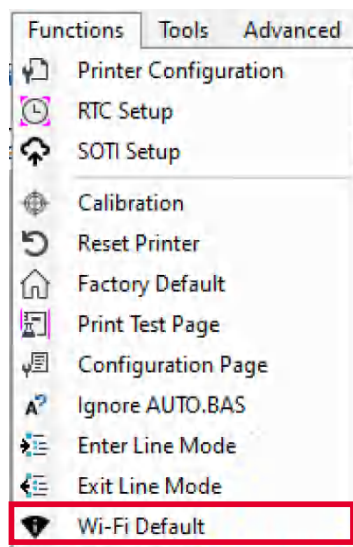 Functions Tools Advanced
Printer Configuration
RTC Setup
SOTI Setup
Calibration
Reset Printer
Factory Default
Print Test Page
Configuration Page
Ignore AUTO.BAS
Enter Line Mode
Exit Line Mode
Wi-Fi Default